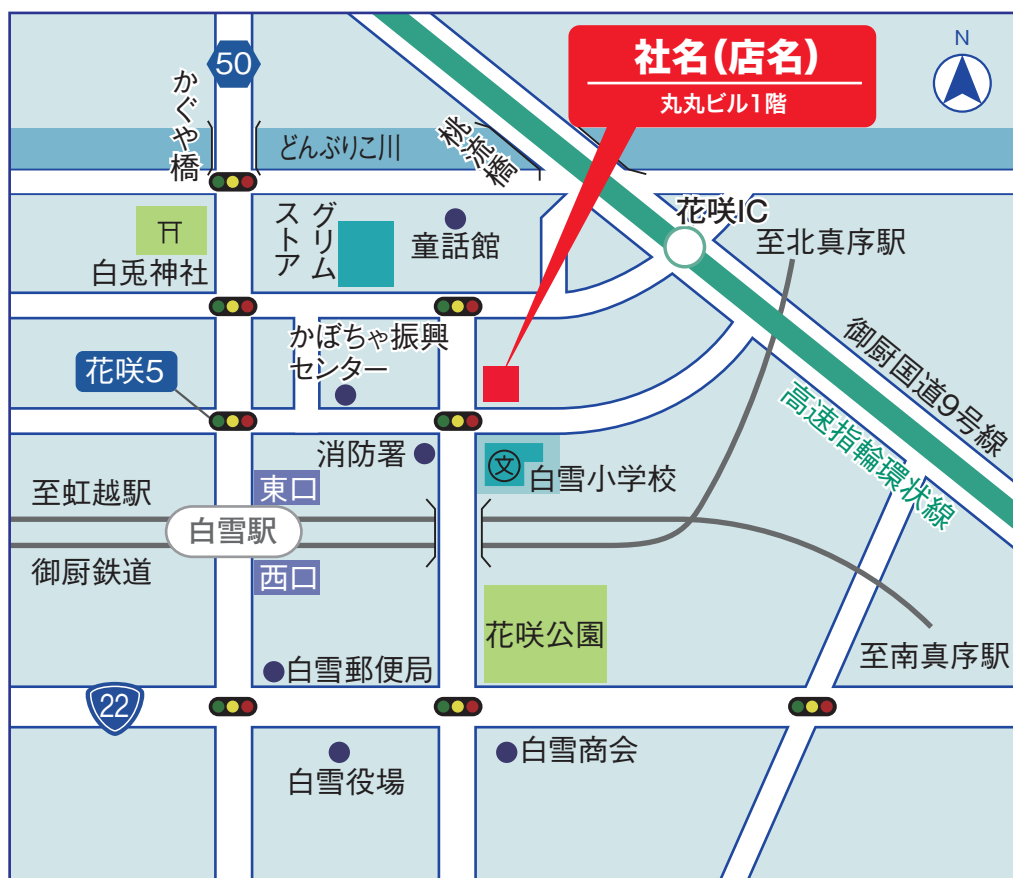 50
かぐや橋
どんぶりこ川
桃流橋
社名(店名)
丸丸ビル1階
N
白兎神社
グリム
ストア
童話館
花咲IC
至北真序駅
かぼちゃ振興
センター
花咲5
御厨国道9号線
高速指輪環状線
消防署
文
白雪小学校
至虹越駅
東口
白雪駅
御厨鉄道
西口
花咲公園
至南真序駅
白雪郵便局
22
白雪役場
白雪商会